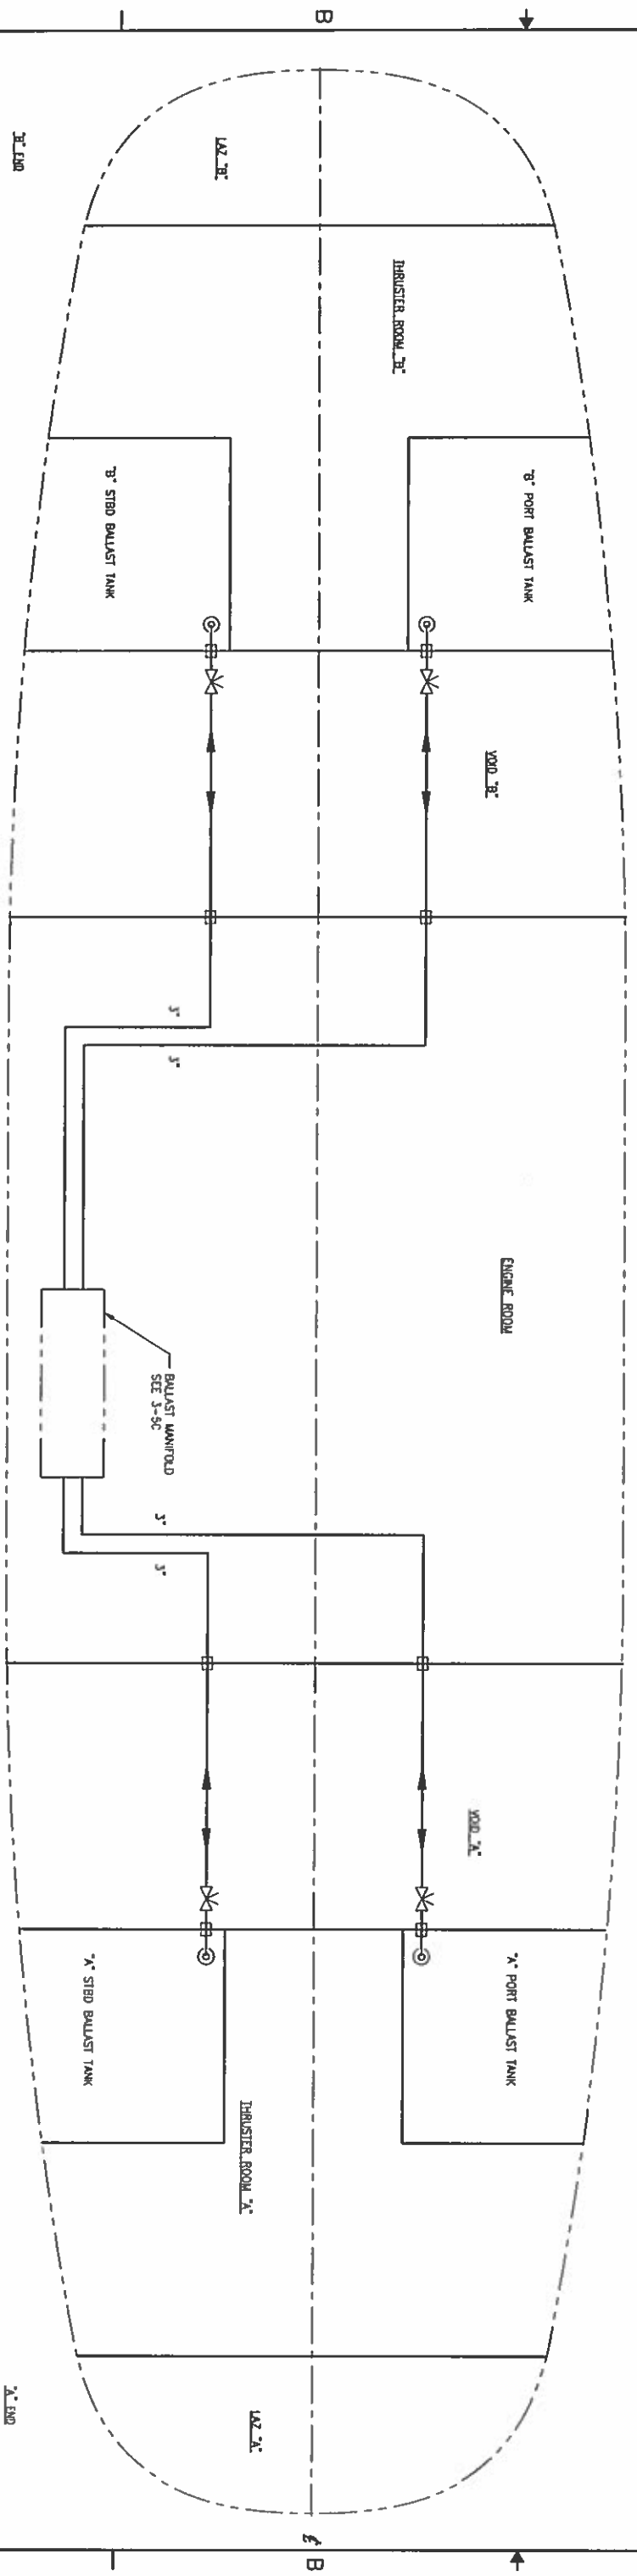 B
"B" END
LAZ "B"
THRUSTER ROOM "B"
"B" STBD BALLAST TANK
"B" PORT BALLAST TANK
VOID "B"
3"
3"
ENGINE ROOM
BALLAST MANIFOLD
SEE 3-5C
3"
3"
VOID "A"
"A" STBD BALLAST TANK
"A" PORT BALLAST TANK
THRUSTER ROOM "A"
LAZ "A"
"A" END
℄
B